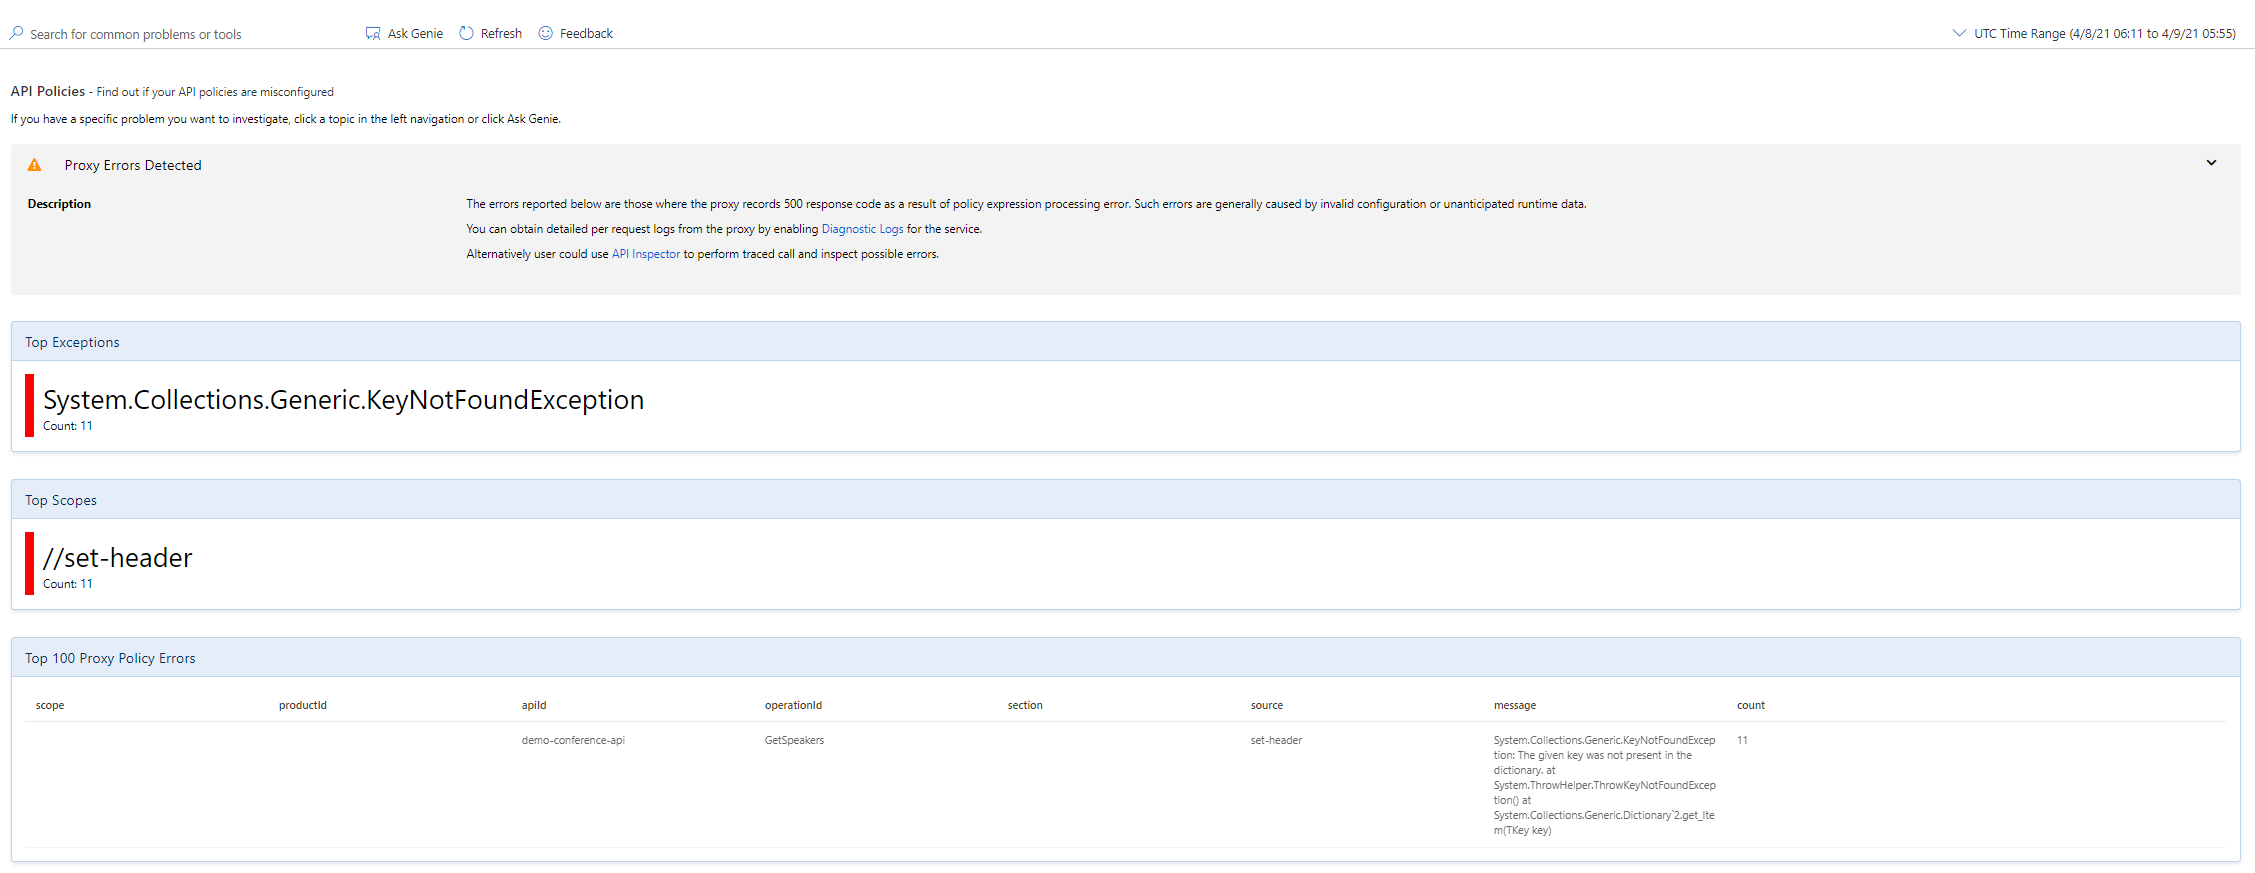 Search for common problems or tools
Ask Genie
Refresh
Feedback
UTC Time Range (4/8/21 06:11 to 4/9/21 05:55)
API Policies - Find out if your API policies are misconfigured
If you have a specific problem you want to investigate, click a topic in the left navigation or click Ask Genie.
Proxy Errors Detected
Description
The errors reported below are those where the proxy records 500 response code as a result of policy expression processing error. Such errors are generally caused by invalid configuration or unanticipated runtime data.
You can obtain detailed per request logs from the proxy by enabling Diagnostic Logs for the service.
Alternatively user could use API Inspector to perform traced call and inspect possible errors.
Top Exceptions
System.Collections.Generic.KeyNotFoundException
Count: 11
Top Scopes
//set-header
Count: 11
Top 100 Proxy Policy Errors
scope productId apiId operationId section source message count
demo-conference-api GetSpeakers set-header
System.Collections.Generic.KeyNotFoundExcep
tion: The given key was not present in the
dictionary. at
System.ThrowHelper.ThrowKeyNotFoundExcep
tion() at
System.Collections.Generic.Dictionary`2.get_Ite
m(TKey key)
11